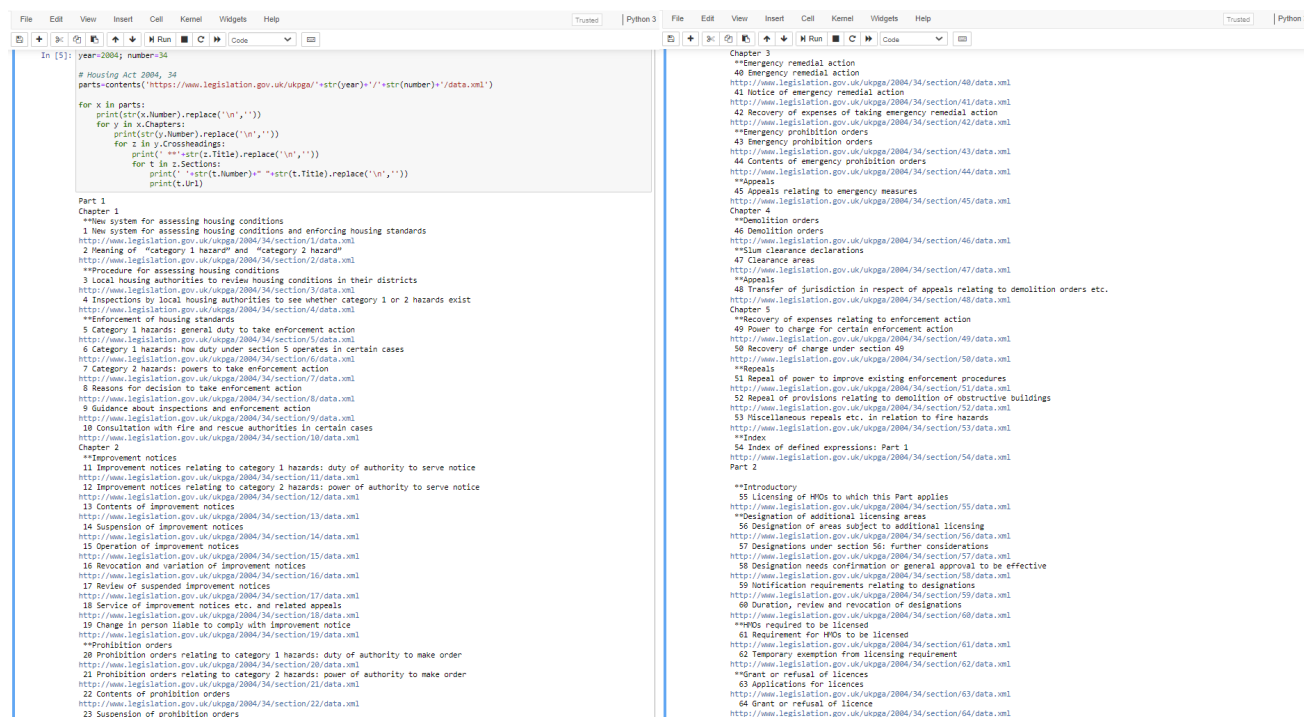 File Edit View Insert Cell Kernel Widgets Help Trusted Python 3
Run Code
In [5]: year=2004; number=34
# Housing Act 2004, 34
parts=contents('https://www.legislation.gov.uk/ukpga/'+str(year)+'/'+str(number)+'/data.xml')
for x in parts:
print(str(x.Number).replace('\n',''))
for y in x.Chapters:
print(str(y.Number).replace('\n',''))
for z in y.Crossheadings:
print(' **'+str(z.Title).replace('\n',''))
for t in z.Sections:
print(' '+str(t.Number)+" "+str(t.Title).replace('\n',''))
print(t.Url)
Part 1
Chapter 1
**New system for assessing housing conditions
1 New system for assessing housing conditions and enforcing housing standards
http://www.legislation.gov.uk/ukpga/2004/34/section/1/data.xml
2 Meaning of “category 1 hazard” and “category 2 hazard”
http://www.legislation.gov.uk/ukpga/2004/34/section/2/data.xml
**Procedure for assessing housing conditions
3 Local housing authorities to review housing conditions in their districts
http://www.legislation.gov.uk/ukpga/2004/34/section/3/data.xml
4 Inspections by local housing authorities to see whether category 1 or 2 hazards exist
http://www.legislation.gov.uk/ukpga/2004/34/section/4/data.xml
**Enforcement of housing standards
5 Category 1 hazards: general duty to take enforcement action
http://www.legislation.gov.uk/ukpga/2004/34/section/5/data.xml
6 Category 1 hazards: how duty under section 5 operates in certain cases
http://www.legislation.gov.uk/ukpga/2004/34/section/6/data.xml
7 Category 2 hazards: powers to take enforcement action
http://www.legislation.gov.uk/ukpga/2004/34/section/7/data.xml
8 Reasons for decision to take enforcement action
http://www.legislation.gov.uk/ukpga/2004/34/section/8/data.xml
9 Guidance about inspections and enforcement action
http://www.legislation.gov.uk/ukpga/2004/34/section/9/data.xml
10 Consultation with fire and rescue authorities in certain cases
http://www.legislation.gov.uk/ukpga/2004/34/section/10/data.xml
Chapter 2
**Improvement notices
11 Improvement notices relating to category 1 hazards: duty of authority to serve notice
http://www.legislation.gov.uk/ukpga/2004/34/section/11/data.xml
12 Improvement notices relating to category 2 hazards: power of authority to serve notice
http://www.legislation.gov.uk/ukpga/2004/34/section/12/data.xml
13 Contents of improvement notices
http://www.legislation.gov.uk/ukpga/2004/34/section/13/data.xml
14 Suspension of improvement notices
http://www.legislation.gov.uk/ukpga/2004/34/section/14/data.xml
15 Operation of improvement notices
http://www.legislation.gov.uk/ukpga/2004/34/section/15/data.xml
16 Revocation and variation of improvement notices
http://www.legislation.gov.uk/ukpga/2004/34/section/16/data.xml
17 Review of suspended improvement notices
http://www.legislation.gov.uk/ukpga/2004/34/section/17/data.xml
18 Service of improvement notices etc. and related appeals
http://www.legislation.gov.uk/ukpga/2004/34/section/18/data.xml
19 Change in person liable to comply with improvement notice
http://www.legislation.gov.uk/ukpga/2004/34/section/19/data.xml
**Prohibition orders
20 Prohibition orders relating to category 1 hazards: duty of authority to make order
http://www.legislation.gov.uk/ukpga/2004/34/section/20/data.xml
21 Prohibition orders relating to category 2 hazards: power of authority to make order
http://www.legislation.gov.uk/ukpga/2004/34/section/21/data.xml
22 Contents of prohibition orders
http://www.legislation.gov.uk/ukpga/2004/34/section/22/data.xml
23 Suspension of prohibition orders
File Edit View Insert Cell Kernel Widgets Help Trusted Python
Run Code
Chapter 3
**Emergency remedial action
40 Emergency remedial action
http://www.legislation.gov.uk/ukpga/2004/34/section/40/data.xml
41 Notice of emergency remedial action
http://www.legislation.gov.uk/ukpga/2004/34/section/41/data.xml
42 Recovery of expenses of taking emergency remedial action
http://www.legislation.gov.uk/ukpga/2004/34/section/42/data.xml
**Emergency prohibition orders
43 Emergency prohibition orders
http://www.legislation.gov.uk/ukpga/2004/34/section/43/data.xml
44 Contents of emergency prohibition orders
http://www.legislation.gov.uk/ukpga/2004/34/section/44/data.xml
**Appeals
45 Appeals relating to emergency measures
http://www.legislation.gov.uk/ukpga/2004/34/section/45/data.xml
Chapter 4
**Demolition orders
46 Demolition orders
http://www.legislation.gov.uk/ukpga/2004/34/section/46/data.xml
**Slum clearance declarations
47 Clearance areas
http://www.legislation.gov.uk/ukpga/2004/34/section/47/data.xml
**Appeals
48 Transfer of jurisdiction in respect of appeals relating to demolition orders etc.
http://www.legislation.gov.uk/ukpga/2004/34/section/48/data.xml
Chapter 5
**Recovery of expenses relating to enforcement action
49 Power to charge for certain enforcement action
http://www.legislation.gov.uk/ukpga/2004/34/section/49/data.xml
50 Recovery of charge under section 49
http://www.legislation.gov.uk/ukpga/2004/34/section/50/data.xml
**Repeals
51 Repeal of power to improve existing enforcement procedures
http://www.legislation.gov.uk/ukpga/2004/34/section/51/data.xml
52 Repeal of provisions relating to demolition of obstructive buildings
http://www.legislation.gov.uk/ukpga/2004/34/section/52/data.xml
53 Miscellaneous repeals etc. in relation to fire hazards
http://www.legislation.gov.uk/ukpga/2004/34/section/53/data.xml
**Index
54 Index of defined expressions: Part 1
http://www.legislation.gov.uk/ukpga/2004/34/section/54/data.xml
Part 2
**Introductory
55 Licensing of HMOs to which this Part applies
http://www.legislation.gov.uk/ukpga/2004/34/section/55/data.xml
**Designation of additional licensing areas
56 Designation of areas subject to additional licensing
http://www.legislation.gov.uk/ukpga/2004/34/section/56/data.xml
57 Designations under section 56: further considerations
http://www.legislation.gov.uk/ukpga/2004/34/section/57/data.xml
58 Designation needs confirmation or general approval to be effective
http://www.legislation.gov.uk/ukpga/2004/34/section/58/data.xml
59 Notification requirements relating to designations
http://www.legislation.gov.uk/ukpga/2004/34/section/59/data.xml
60 Duration, review and revocation of designations
http://www.legislation.gov.uk/ukpga/2004/34/section/60/data.xml
**HMOs required to be licensed
61 Requirement for HMOs to be licensed
http://www.legislation.gov.uk/ukpga/2004/34/section/61/data.xml
62 Temporary exemption from licensing requirement
http://www.legislation.gov.uk/ukpga/2004/34/section/62/data.xml
**Grant or refusal of licences
63 Applications for licences
http://www.legislation.gov.uk/ukpga/2004/34/section/63/data.xml
64 Grant or refusal of licence
http://www.legislation.gov.uk/ukpga/2004/34/section/64/data.xml